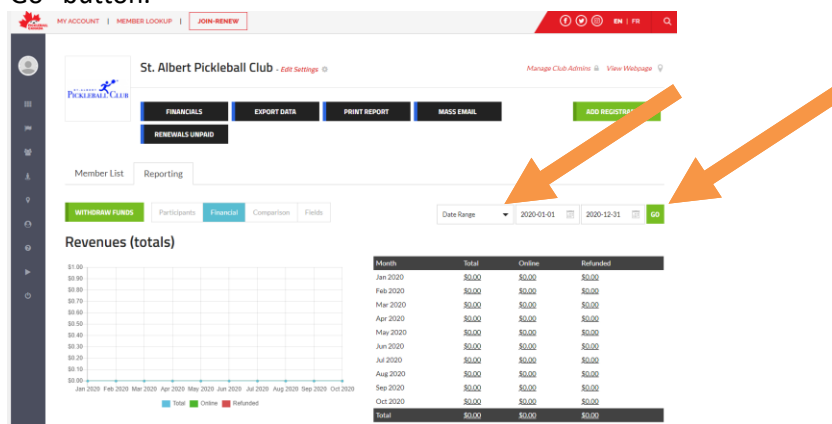 Go" button.
MY ACCOUNT | MEMBER LOOKUP | JOIN-RENEW EN | FR
St. Albert Pickleball Club - Edit Settings Manage Club Admins View Webpage
ST. ALBERT
PICKLEBALL CLUB
FINANCIALS EXPORT DATA PRINT REPORT MASS EMAIL
RENEWALS UNPAID
Member List Reporting
WITHDRAW FUNDS Participants Financial Comparison Fields Date Range 2020-01-01 2020-12-31 GO
Revenues (totals)
Month Total Online Refunded
Jan 2020 $0.00 $0.00 $0.00
Feb 2020 $0.00 $0.00 $0.00
Mar 2020 $0.00 $0.00 $0.00
Apr 2020 $0.00 $0.00 $0.00
May 2020 $0.00 $0.00 $0.00
Jun 2020 $0.00 $0.00 $0.00
Jul 2020 $0.00 $0.00 $0.00
Aug 2020 $0.00 $0.00 $0.00
Sep 2020 $0.00 $0.00 $0.00
Oct 2020 $0.00 $0.00 $0.00
Total $0.00 $0.00 $0.00
$1.00
$0.90
$0.80
$0.70
$0.60
$0.50
$0.40
$0.30
$0.20
$0.10
$0.00
Jan 2020 Feb 2020 Mar 2020 Apr 2020 May 2020 Jun 2020 Jul 2020 Aug 2020 Sep 2020 Oct 2020
Total Online Refunded